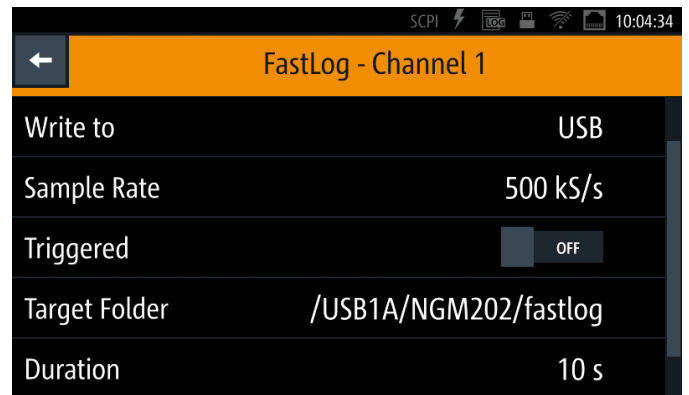 SCPI LOG 10:04:34
FastLog - Channel 1
Write to USB
Sample Rate 500 kS/s
Triggered OFF
Target Folder /USB1A/NGM202/fastlog
Duration 10 s